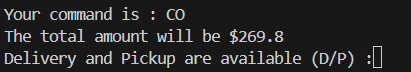 Your command is : CO
The total amount will be $269.8
Delivery and Pickup are available (D/P) :